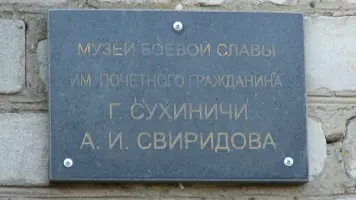 МУЗЕЙ БОЕВОЙ СЛАВЫ
ИМ. ПОЧЕТНОГО ГРАЖДАНИНА
Г. СУХИНИЧИ
А. И. СВИРИДОВА